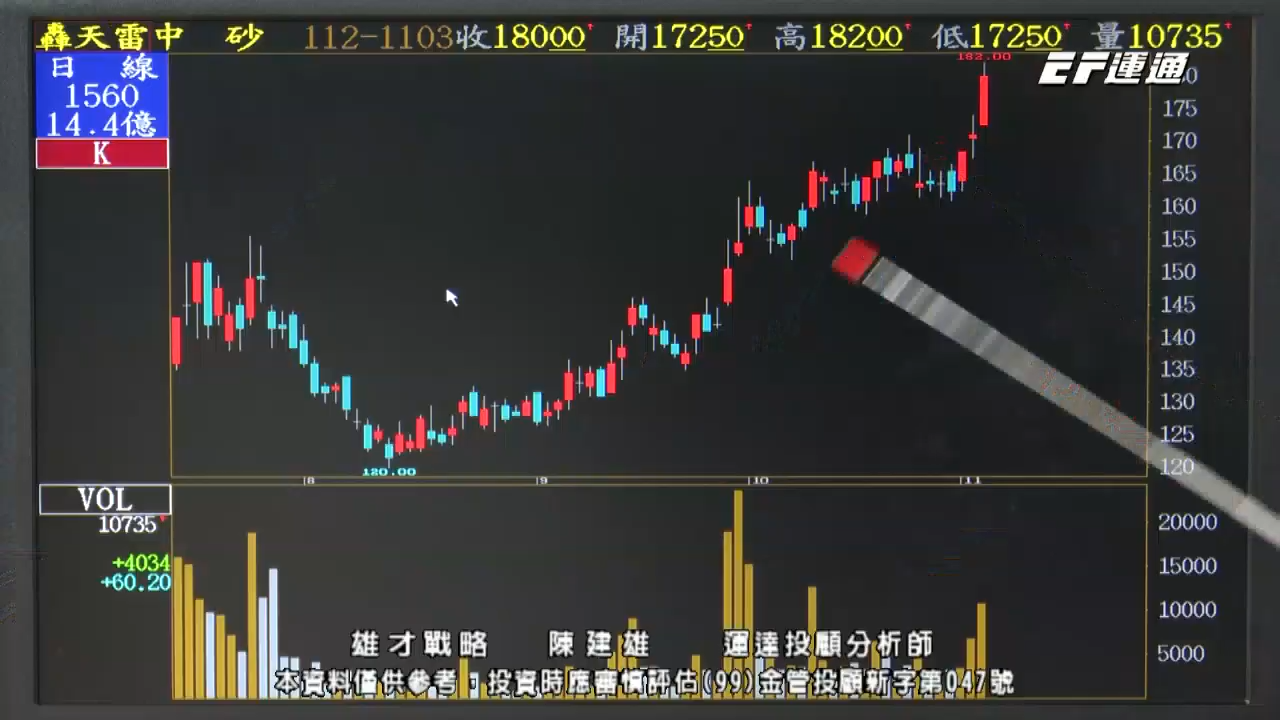 轟天雷中 砂 112-1103收18000 開17250 高18200 低17250 量10735
EF運通
日 線
1560
14.4億
K
182.00
175
170
165
160
155
150
145
140
135
130
125
120
120.00
8 9 10 11
VOL
10735
+4034
+60.20
20000
15000
10000
5000
雄才戰略 陳建雄 運達投顧分析師
本資料僅供參考，投資時應審慎評估(99)金管投顧新字第047號